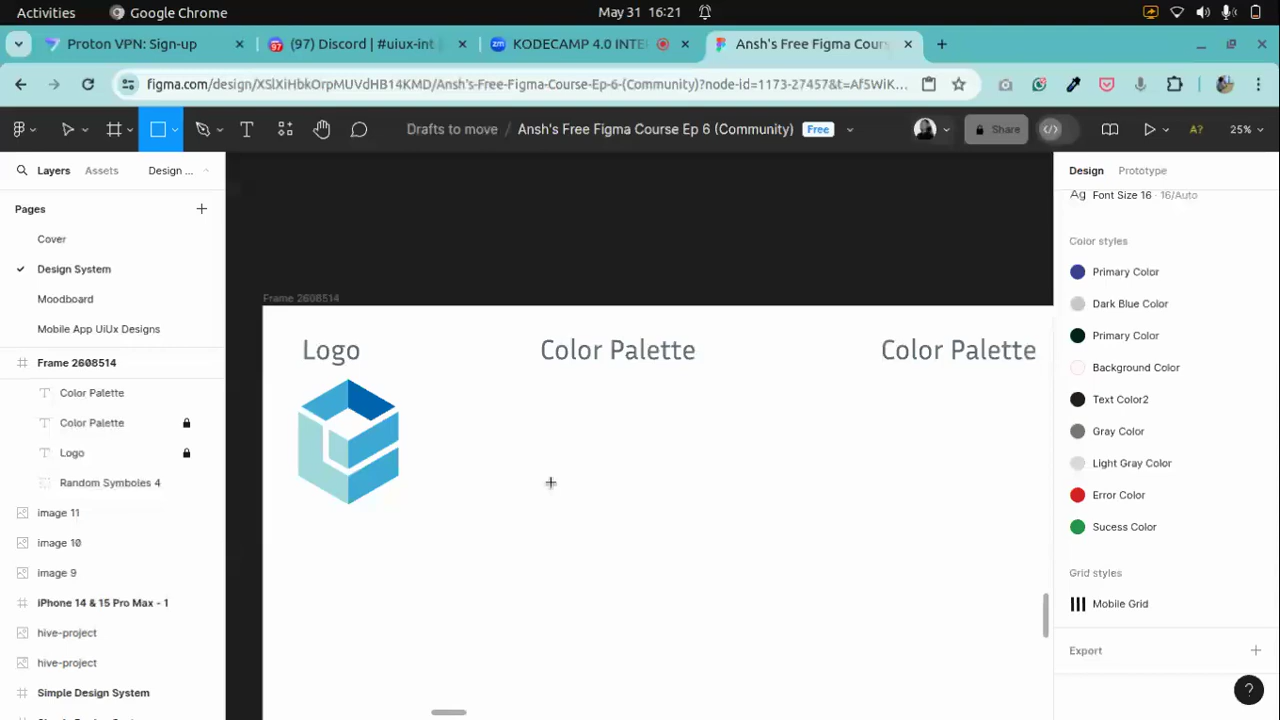 Activities
Google Chrome
May 31 16:21
Proton VPN: Sign-up
(97) Discord | #uiux-int
KODECAMP 4.0 INTE
Ansh's Free Figma Cours
figma.com/design/XSlXiHbkOrpMUVdHB14KMD/Ansh's-Free-Figma-Course-Ep-6-(Community)?node-id=1173-27457&t=Af5WiK...
Drafts to move / Ansh's Free Figma Course Ep 6 (Community)
Free
Share
A?
25%
Layers
Assets
Design ...
Pages
Cover
Design System
Moodboard
Mobile App UiUx Designs
Frame 2608514
Color Palette
Color Palette
Logo
Random Symboles 4
image 11
image 10
image 9
iPhone 14 & 15 Pro Max - 1
hive-project
hive-project
Simple Design System
Frame 2608514
Logo
Color Palette
Color Palette
Design
Prototype
Ag Font Size 16 · 16/Auto
Color styles
Primary Color
Dark Blue Color
Primary Color
Background Color
Text Color2
Gray Color
Light Gray Color
Error Color
Sucess Color
Grid styles
Mobile Grid
Export
?